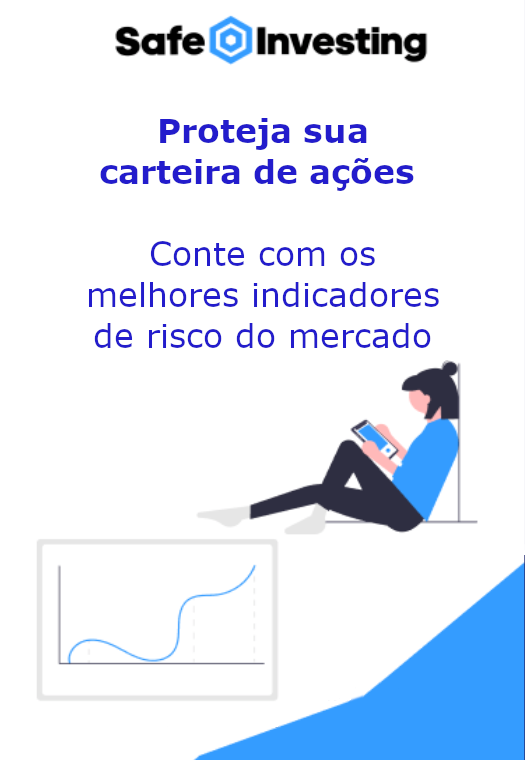 Safe Investing
Proteja sua
carteira de ações
Conte com os
melhores indicadores
de risco do mercado